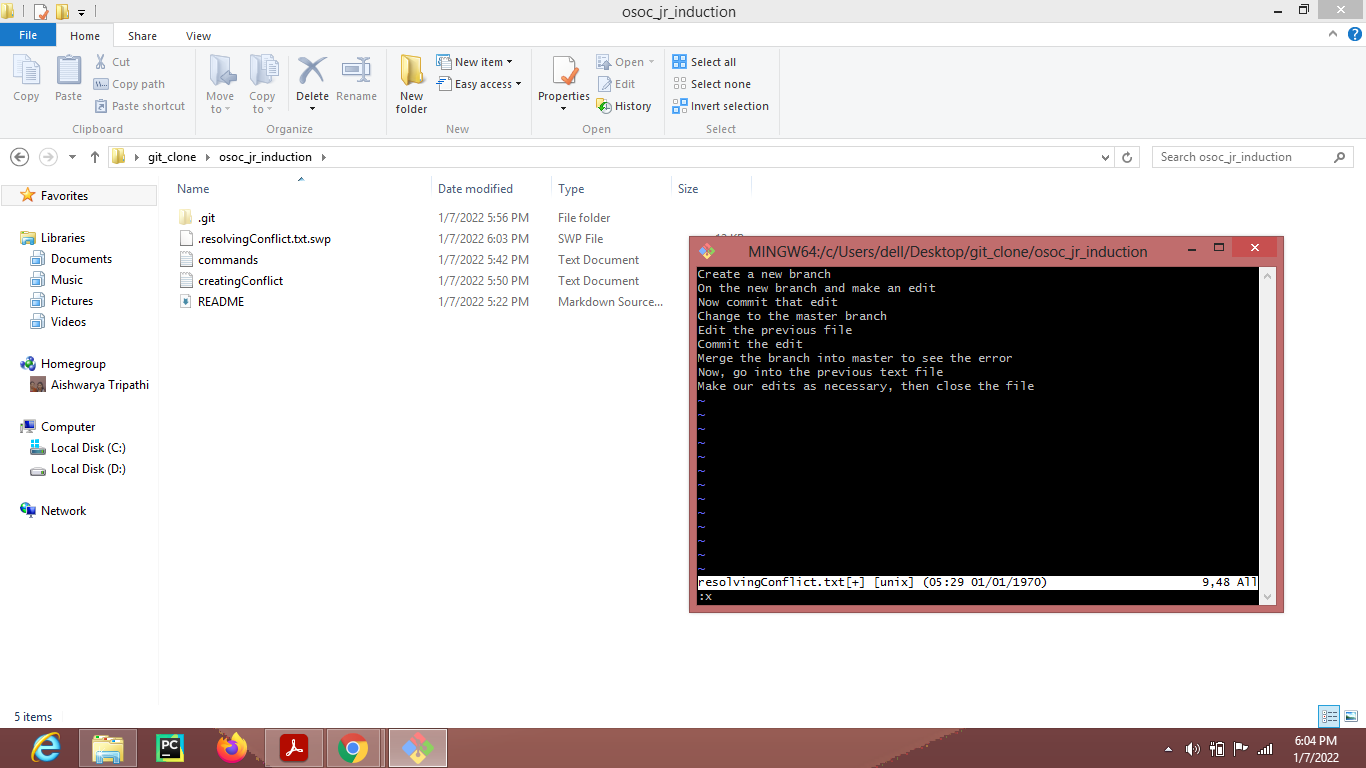 osoc_jr_induction
File Home Share View
Copy Paste Cut Copy path Paste shortcut Clipboard
Move to Copy to Delete Rename Organize
New folder New item Easy access New
Properties Open Edit History Open
Select all Select none Invert selection Select
git_clone osoc_jr_induction Search osoc_jr_induction
Name Date modified Type Size
Favorites
Libraries
Documents
Music
Pictures
Videos
Homegroup
Aishwarya Tripathi
Computer
Local Disk (C:)
Local Disk (D:)
Network
.git 1/7/2022 5:56 PM File folder
.resolvingConflict.txt.swp 1/7/2022 6:03 PM SWP File
commands 1/7/2022 5:42 PM Text Document
creatingConflict 1/7/2022 5:50 PM Text Document
README 1/7/2022 5:22 PM Markdown Source...
MINGW64:/c/Users/dell/Desktop/git_clone/osoc_jr_induction
Create a new branch
On the new branch and make an edit
Now commit that edit
Change to the master branch
Edit the previous file
Commit the edit
Merge the branch into master to see the error
Now, go into the previous text file
Make our edits as necessary, then close the file
~
~
~
~
~
~
~
~
~
~
~
~
~
resolvingConflict.txt[+] [unix] (05:29 01/01/1970) 9,48 All
:x
5 items
PC
6:04 PM
1/7/2022